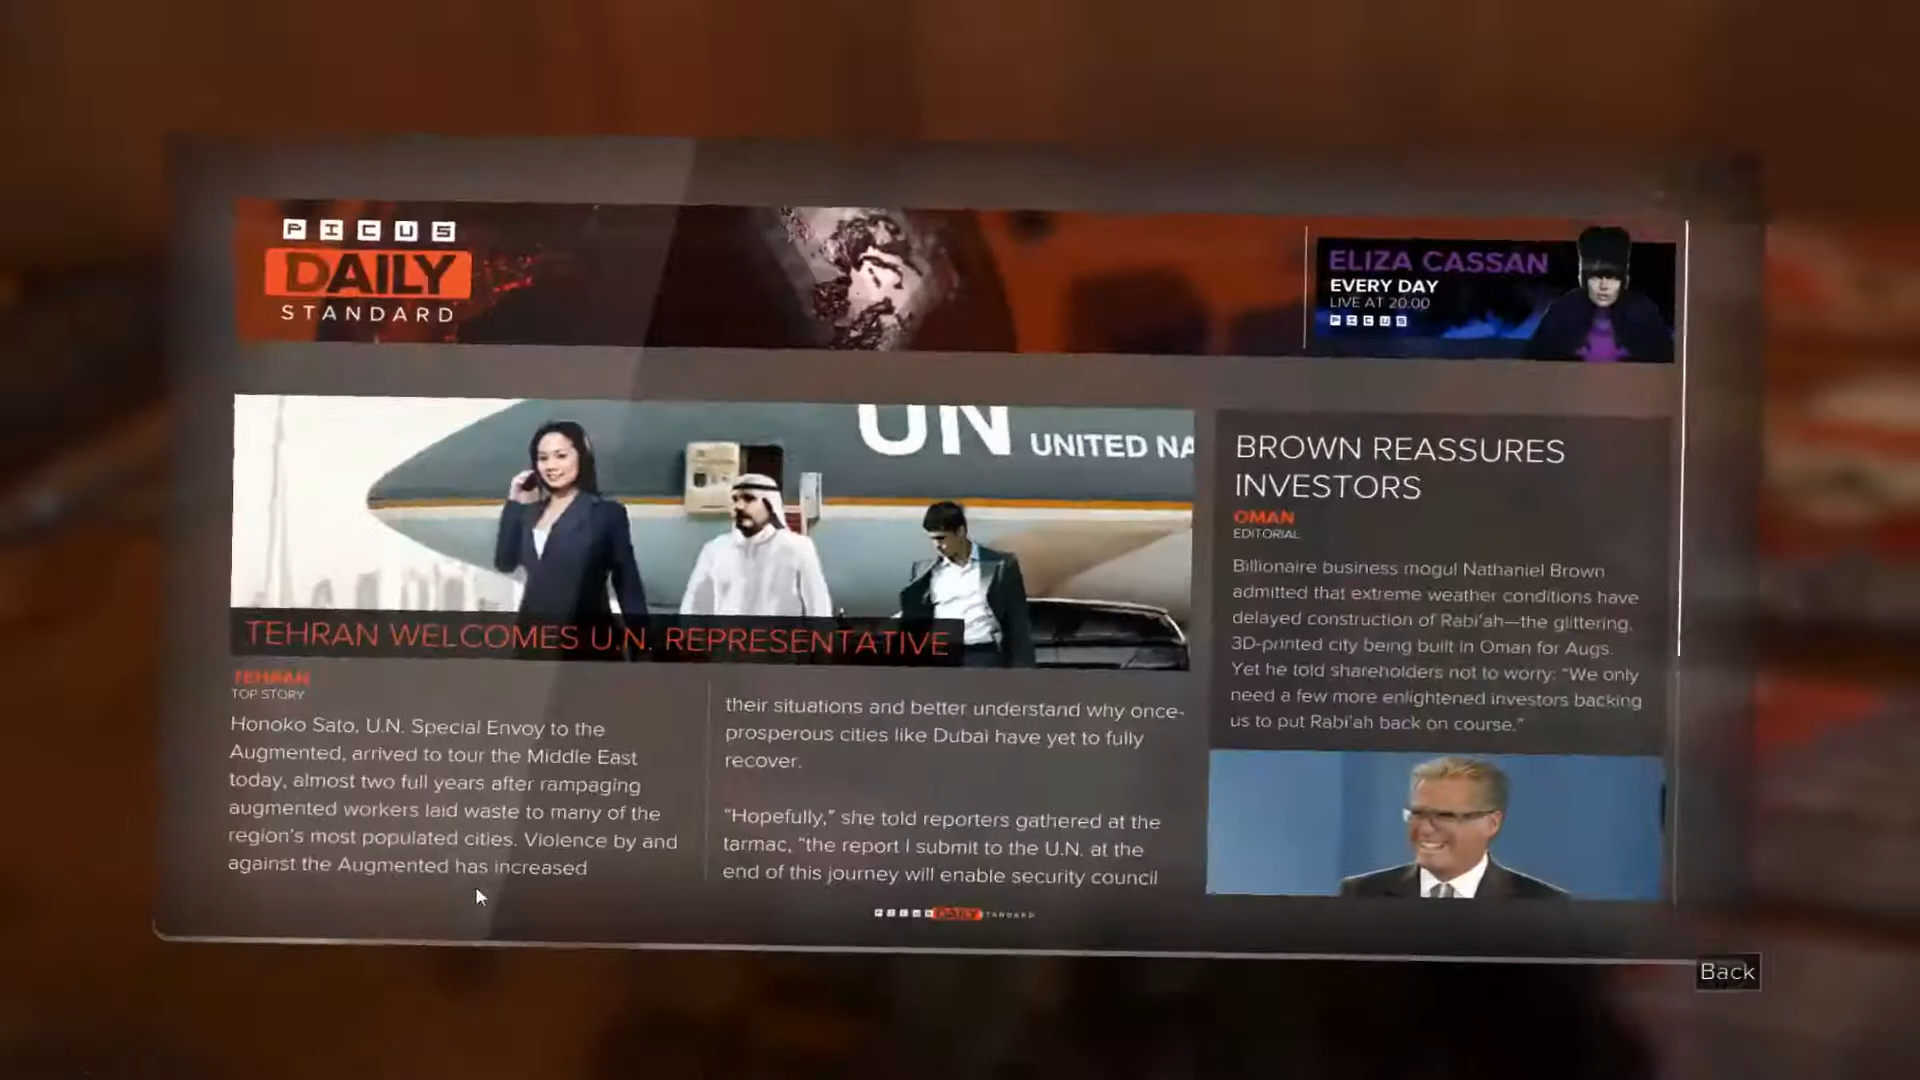 PICUS
DAILY
STANDARD
ELIZA CASSAN
EVERY DAY
LIVE AT 20.00
PICUS
UN UNITED NA
TEHRAN WELCOMES U.N. REPRESENTATIVE
TEHRAN
TOP STORY
Honoko Sato, U.N. Special Envoy to the
Augmented, arrived to tour the Middle East
today, almost two full years after rampaging
augmented workers laid waste to many of the
region's most populated cities. Violence by and
against the Augmented has increased
their situations and better understand why once-
prosperous cities like Dubai have yet to fully
recover.
“Hopefully,” she told reporters gathered at the
tarmac, “the report I submit to the U.N. at the
end of this journey will enable security council
BROWN REASSURES
INVESTORS
OMAN
EDITORIAL
Billionaire business mogul Nathaniel Brown
admitted that extreme weather conditions have
delayed construction of Rabi'ah—the glittering,
3D-printed city being built in Oman for Augs.
Yet he told shareholders not to worry: “We only
need a few more enlightened investors backing
us to put Rabi'ah back on course.”
PICUS DAILY STANDARD
Back